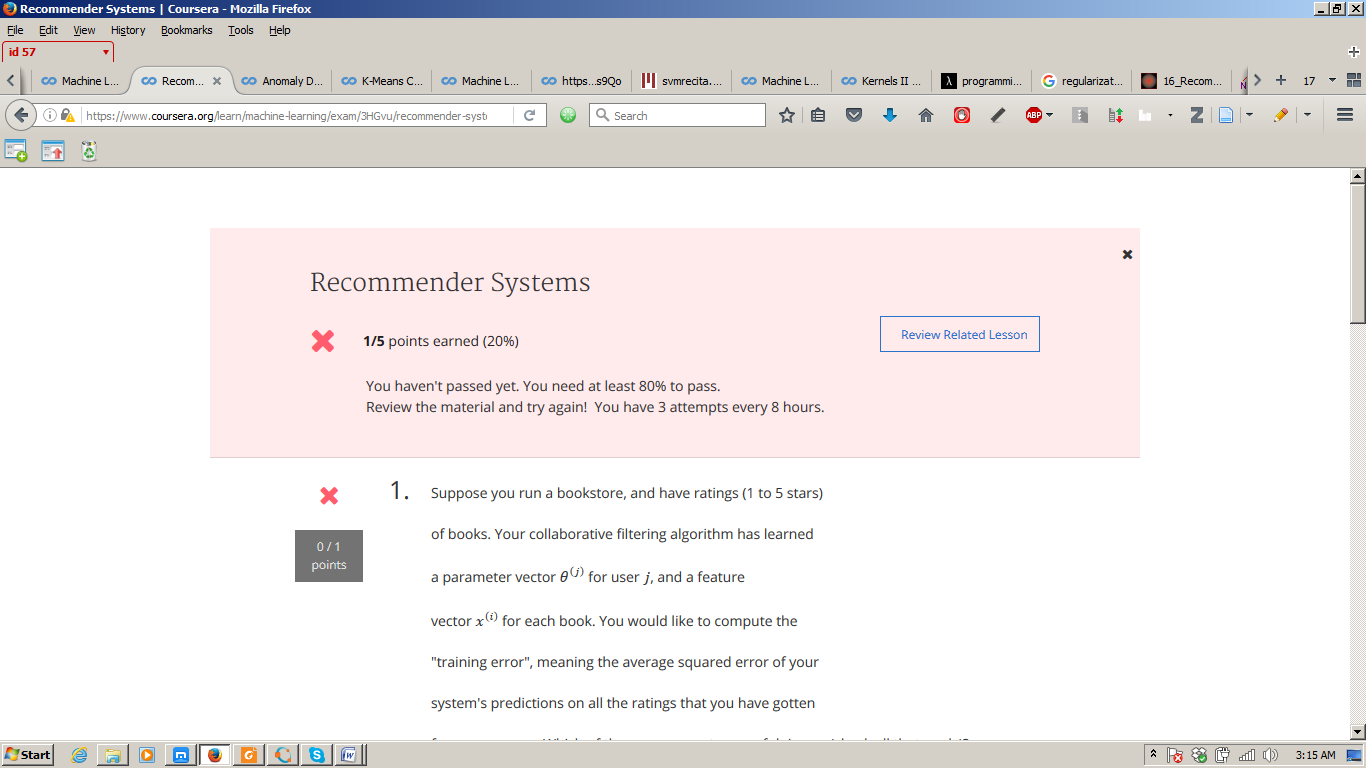 Recommender Systems | Coursera - Mozilla Firefox
File Edit View History Bookmarks Tools Help
id 57
Machine L... Recom... Anomaly D... K-Means C... Machine L... https...s9Qo svmrecita.... Machine L... Kernels II ... programmi... regularizat... 16_Recom... 17
https://www.coursera.org/learn/machine-learning/exam/3HGvu/recommender-syst Search ABP
Recommender Systems
1/5 points earned (20%)
Review Related Lesson
You haven't passed yet. You need at least 80% to pass.
Review the material and try again! You have 3 attempts every 8 hours.
1. Suppose you run a bookstore, and have ratings (1 to 5 stars)
of books. Your collaborative filtering algorithm has learned
0 / 1
points
a parameter vector θ^(j) for user j, and a feature
vector x^(i) for each book. You would like to compute the
"training error", meaning the average squared error of your
system's predictions on all the ratings that you have gotten
Start 3:15 AM